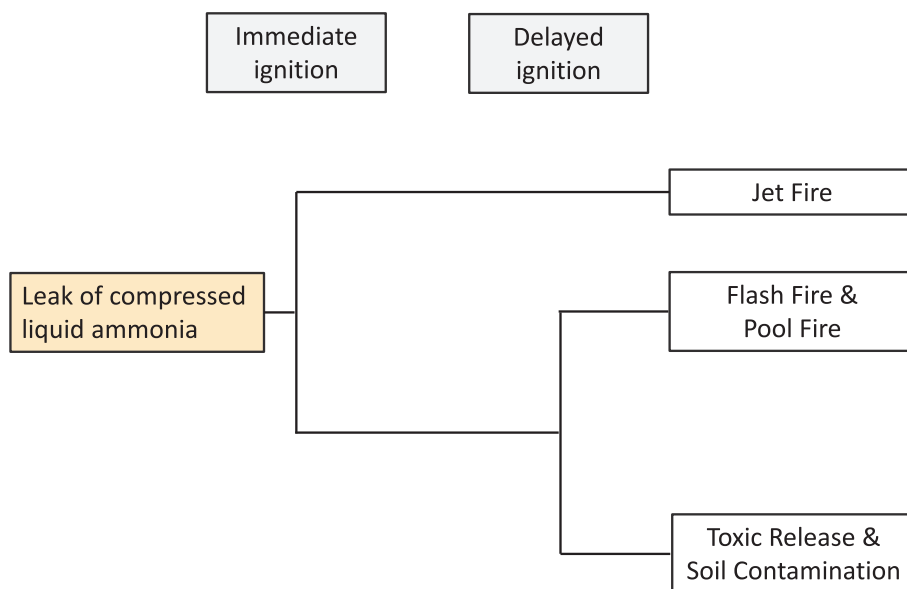 Immediate
ignition
Delayed
ignition
Jet Fire
Leak of compressed
liquid ammonia
Flash Fire &
Pool Fire
Toxic Release &
Soil Contamination